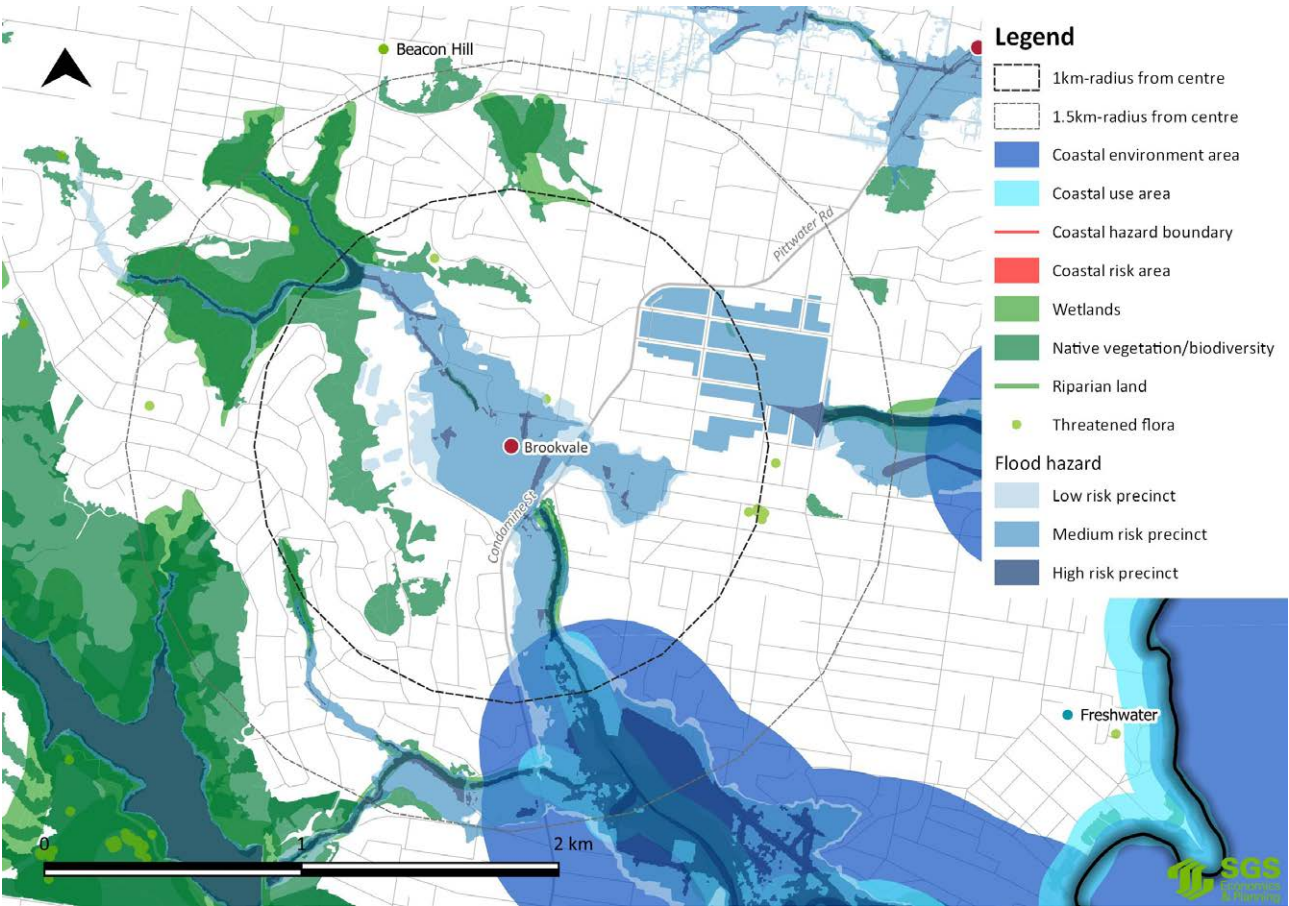 Beacon Hill
Pittwater Rd
Brookvale
Condamine St
Freshwater
0
1
2 km
Legend
1km-radius from centre
1.5km-radius from centre
Coastal environment area
Coastal use area
Coastal hazard boundary
Coastal risk area
Wetlands
Native vegetation/biodiversity
Riparian land
Threatened flora
Flood hazard
Low risk precinct
Medium risk precinct
High risk precinct
SGS
Economics
& Planning